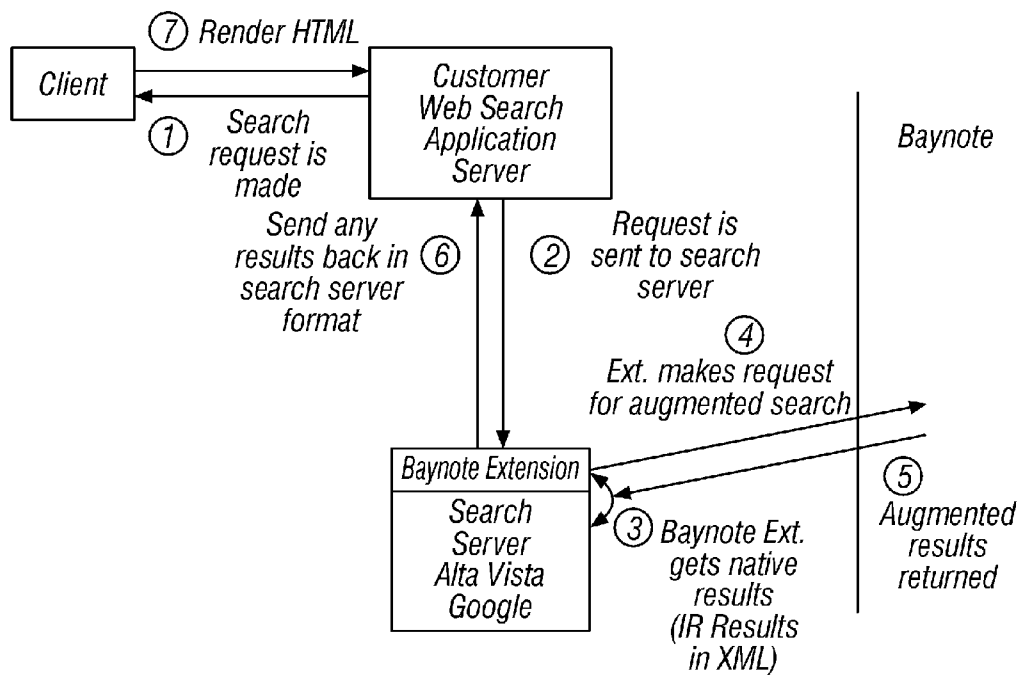 7 Render HTML
Client
1
Search
request is
made
Customer
Web Search
Application
Server
Baynote
Send any
results back in
search server
format
6
2
Request is
sent to search
server
4
Ext. makes request
for augmented search
Baynote Extension
Search
Server
Alta Vista
Google
3 Baynote Ext.
gets native
results
(IR Results
in XML)
5
Augmented
results
returned